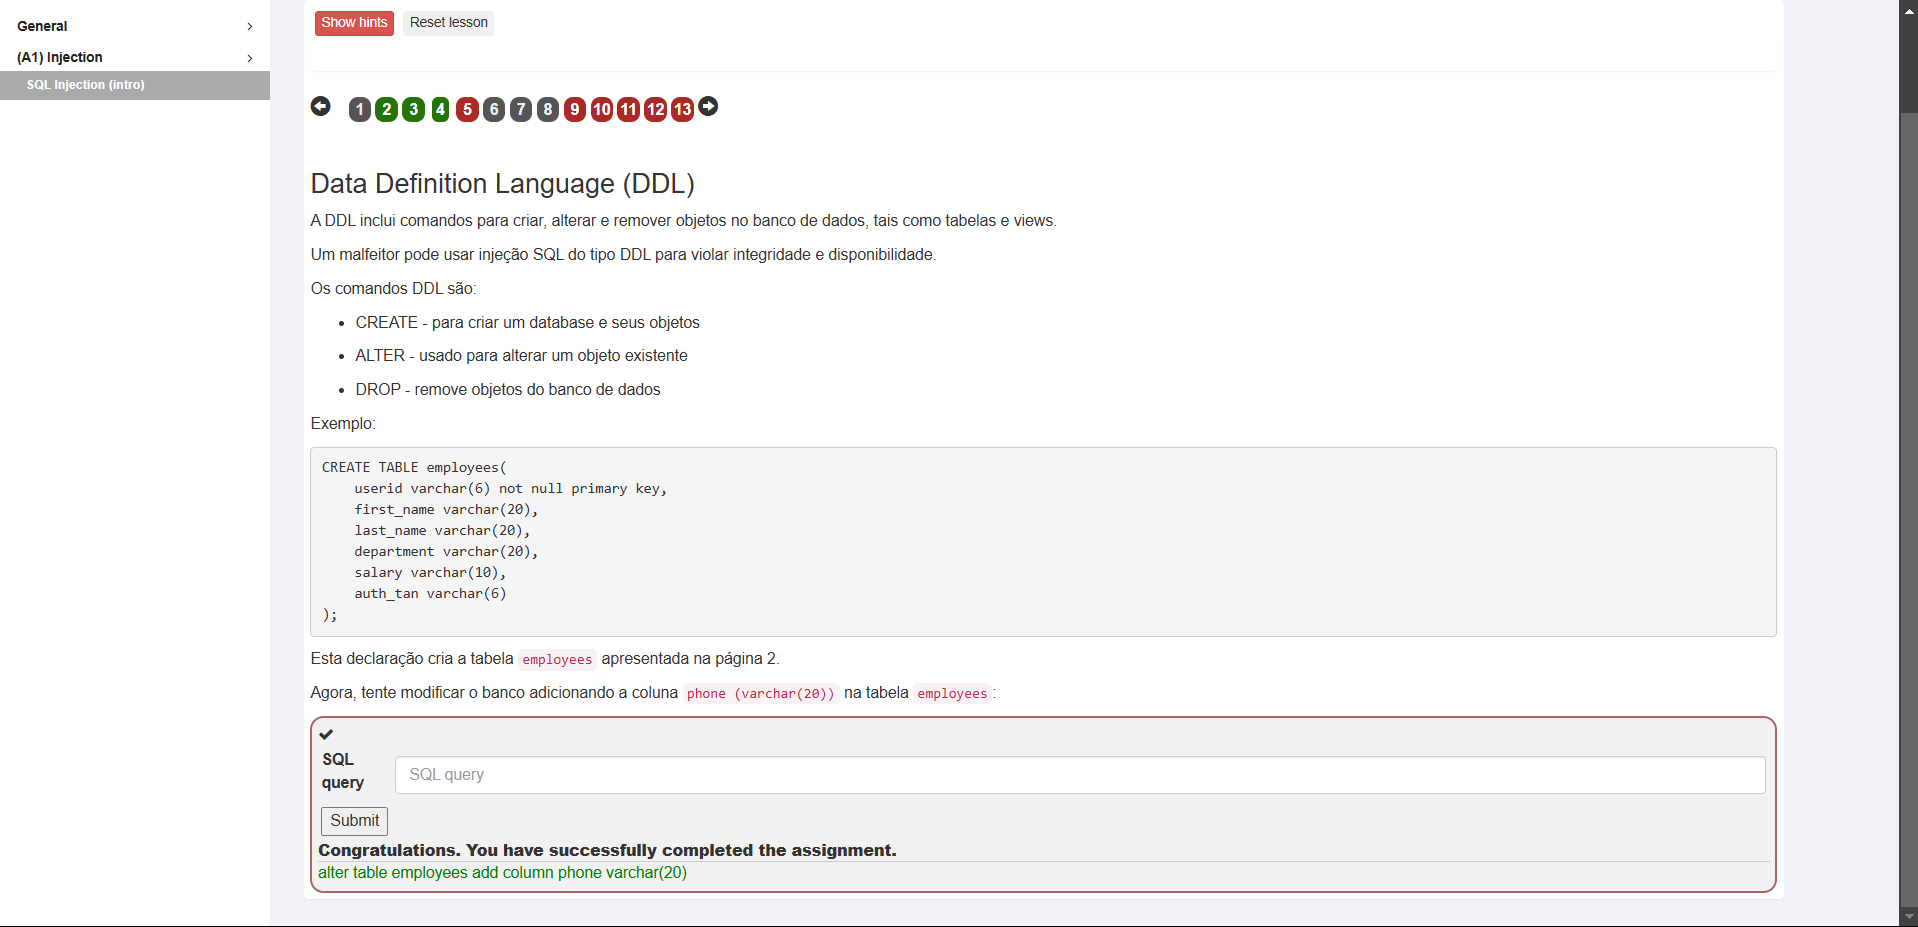 General
(A1) Injection
SQL Injection (intro)
Show hints Reset lesson
1 2 3 4 5 6 7 8 9 10 11 12 13
Data Definition Language (DDL)
A DDL inclui comandos para criar, alterar e remover objetos no banco de dados, tais como tabelas e views.
Um malfeitor pode usar injeção SQL do tipo DDL para violar integridade e disponibilidade.
Os comandos DDL são:
• CREATE - para criar um database e seus objetos
• ALTER - usado para alterar um objeto existente
• DROP - remove objetos do banco de dados
Exemplo:
CREATE TABLE employees(
    userid varchar(6) not null primary key,
    first_name varchar(20),
    last_name varchar(20),
    department varchar(20),
    salary varchar(10),
    auth_tan varchar(6)
);
Esta declaração cria a tabela employees apresentada na página 2.
Agora, tente modificar o banco adicionando a coluna phone (varchar(20)) na tabela employees :
SQL
query
SQL query
Submit
Congratulations. You have successfully completed the assignment.
alter table employees add column phone varchar(20)